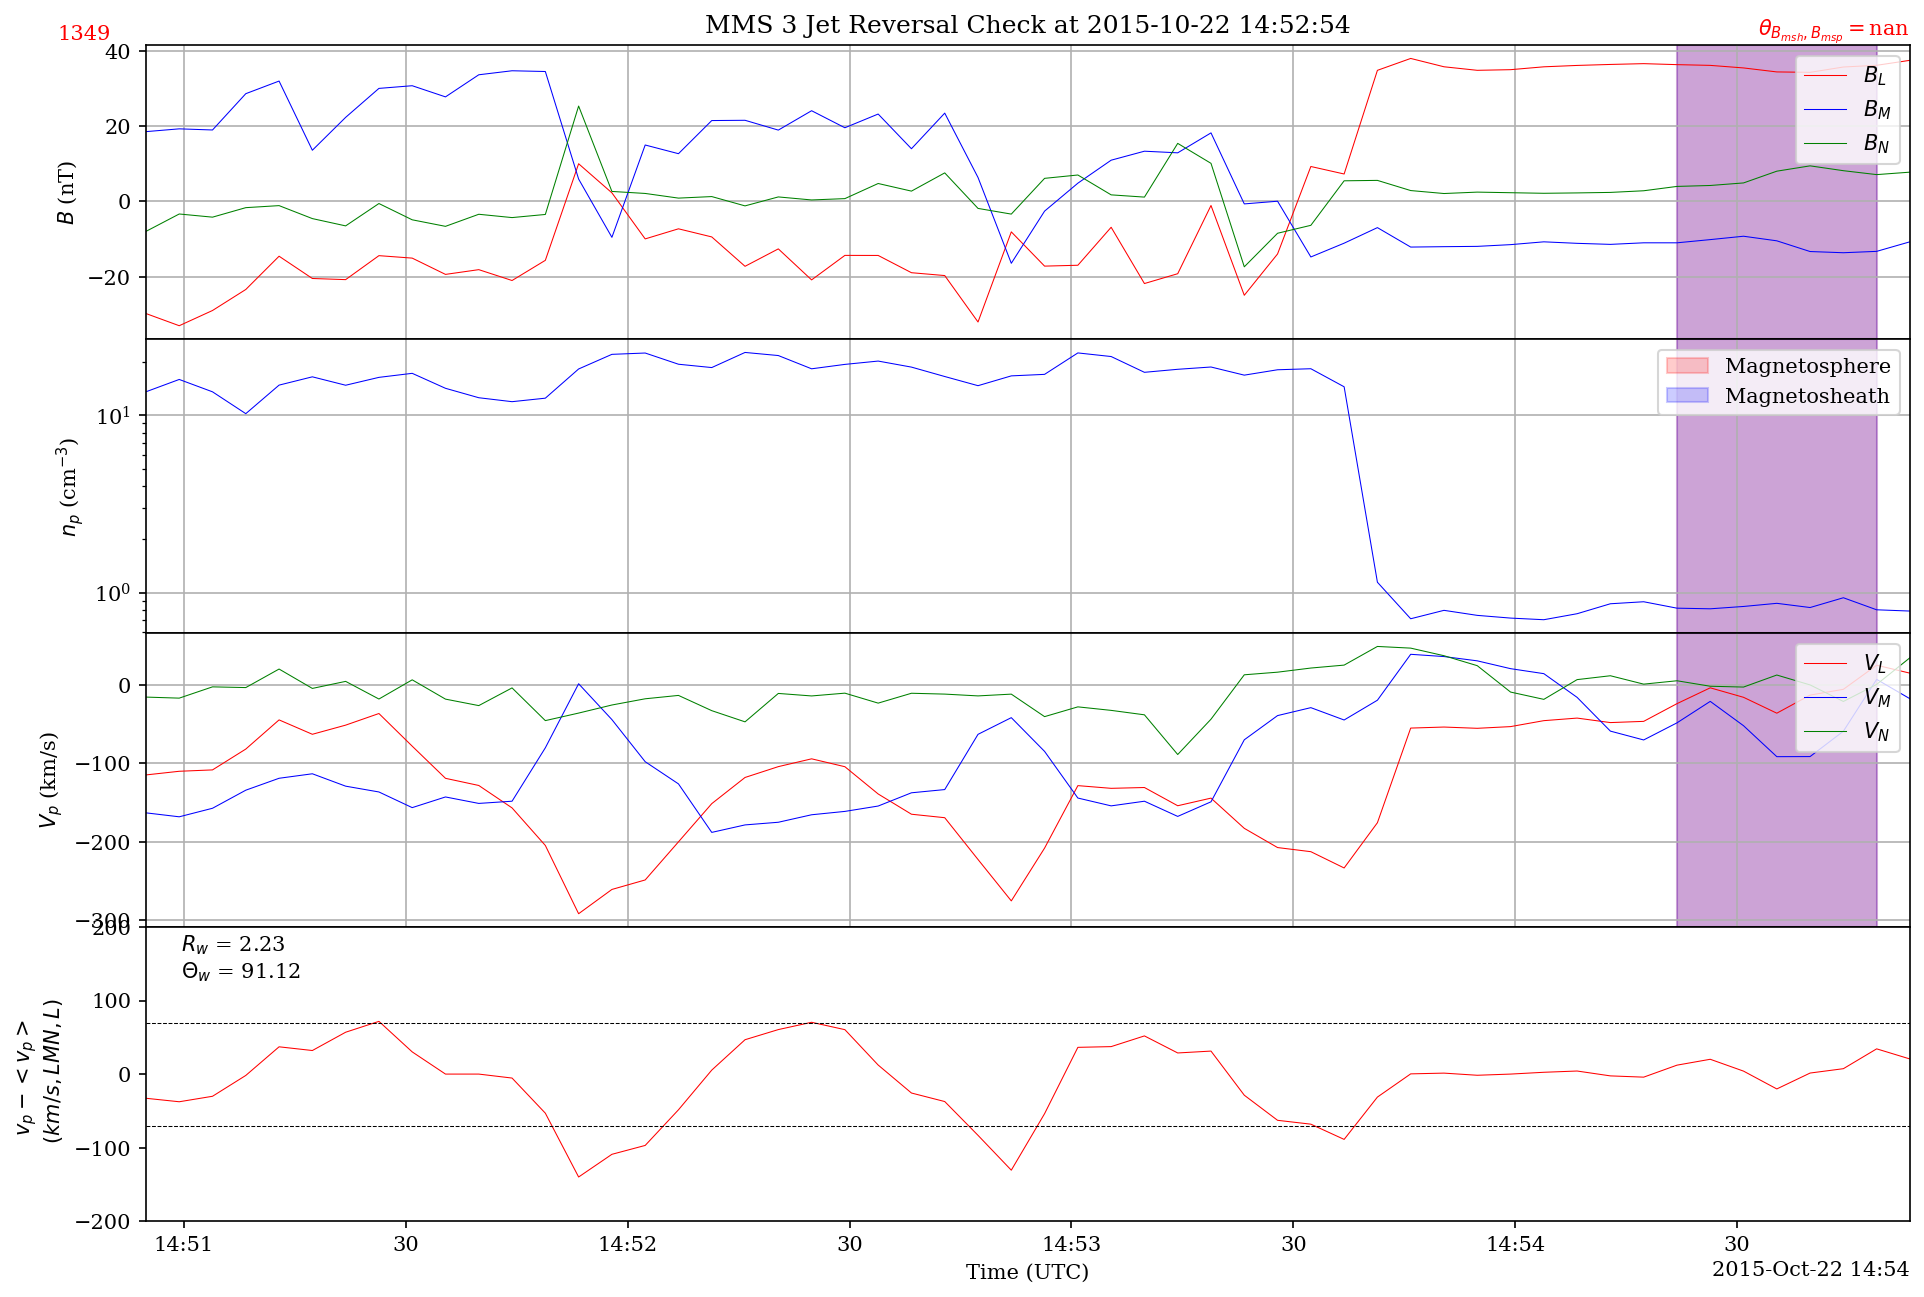 MMS 3 Jet Reversal Check at 2015-10-22 14:52:54
1349
θ_{B_{msh}, B_{msp}} = nan
40
20
0
−20
B (nT)
B_L
B_M
B_N
10^1
10^0
n_p (cm^{−3})
Magnetosphere
Magnetosheath
0
−100
−200
−300
V_p (km/s)
V_L
V_M
V_N
200
100
0
−100
−200
v_p − < v_p >
(km/s, LMN, L)
R_w = 2.23
Θ_w = 91.12
14:51
30
14:52
30
14:53
30
14:54
30
Time (UTC)
2015-Oct-22 14:54